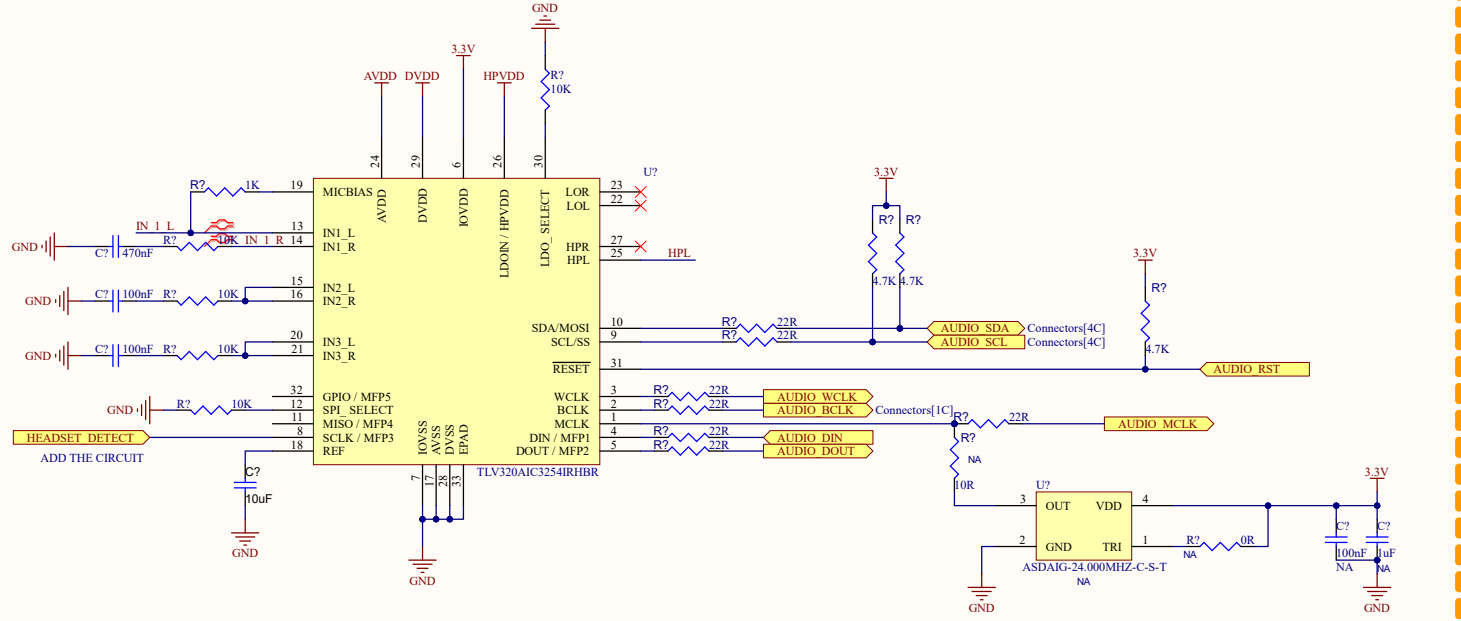 GND
3.3V
R?
10K
AVDD DVDD HPVDD
24
29
6
26
30
U?
R? 1K 19 MICBIAS
AVDD
DVDD
IOVDD
LDOIN / HPVDD
LDO_ SELECT
LOR 23
LOL 22
3.3V
IN_1_L 13 IN1_L
GND C? 470nF R? 10K IN_1_R 14 IN1_R
HPR 27
HPL 25 HPL
R? R?
4.7K 4.7K
3.3V
R?
4.7K
15 IN2_L
GND C? 100nF R? 10K 16 IN2_R
SDA/MOSI 10 R? 22R AUDIO_SDA Connectors[4C]
SCL/SS 9 R? 22R AUDIO_SCL Connectors[4C]
20 IN3_L
GND C? 100nF R? 10K 21 IN3_R
RESET 31 AUDIO_RST
32 GPIO / MFP5
GND R? 10K 12 SPI_ SELECT
11 MISO / MFP4
HEADSET_DETECT 8 SCLK / MFP3
ADD THE CIRCUIT
18 REF
WCLK 3 R? 22R AUDIO_WCLK
BCLK 2 R? 22R AUDIO_BCLK Connectors[1C]
MCLK 1 R? 22R AUDIO_MCLK
DIN / MFP1 4 R? 22R AUDIO_DIN
DOUT / MFP2 5 R? 22R AUDIO_DOUT
IOVSS
AVSS
DVSS
EPAD
TLV320AIC3254IRHBR
7
17
28
33
C?
10uF
GND
GND
R?
NA
10R
U?
3 OUT VDD 4
2 GND TRI 1
R? 0R
NA
ASDAIG-24.000MHZ-C-S-T
NA
GND
3.3V
C?
100nF
NA
C?
1uF
NA
GND